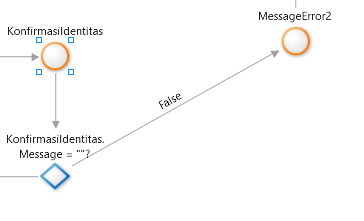 MessageError2
KonfirmasiIdentitas
False
KonfirmasiIdentitas.
Message = ""?